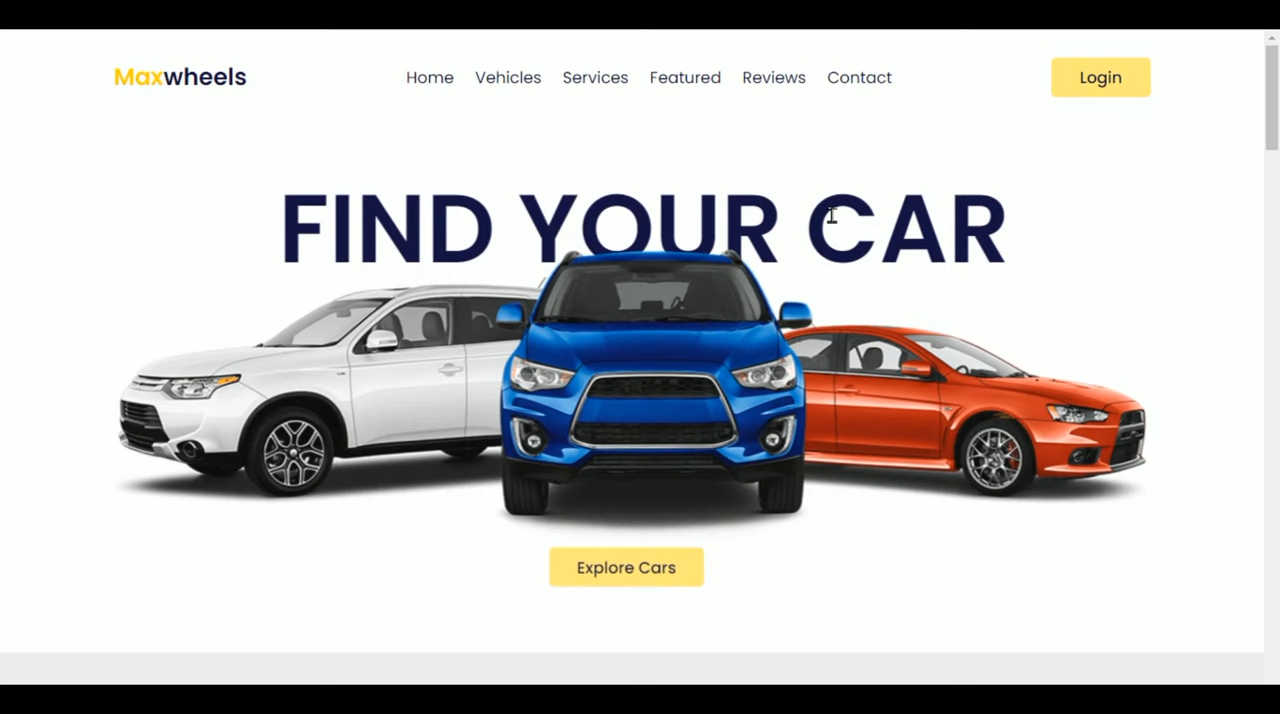 Maxwheels
Home Vehicles Services Featured Reviews Contact
Login
FIND YOUR CAR
Explore Cars